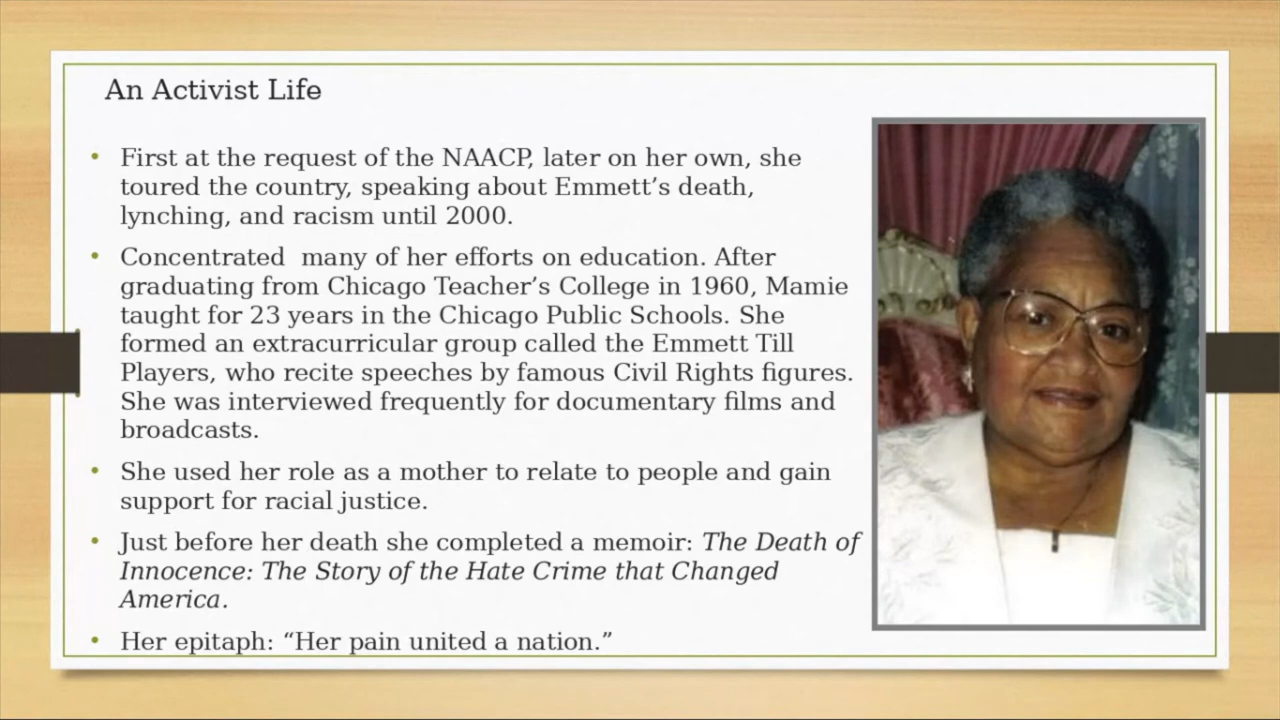 An Activist Life
• First at the request of the NAACP, later on her own, she
toured the country, speaking about Emmett’s death,
lynching, and racism until 2000.
• Concentrated  many of her efforts on education. After
graduating from Chicago Teacher’s College in 1960, Mamie
taught for 23 years in the Chicago Public Schools. She
formed an extracurricular group called the Emmett Till
Players, who recite speeches by famous Civil Rights figures.
She was interviewed frequently for documentary films and
broadcasts.
• She used her role as a mother to relate to people and gain
support for racial justice.
• Just before her death she completed a memoir: The Death of
Innocence: The Story of the Hate Crime that Changed
America.
• Her epitaph: “Her pain united a nation.”